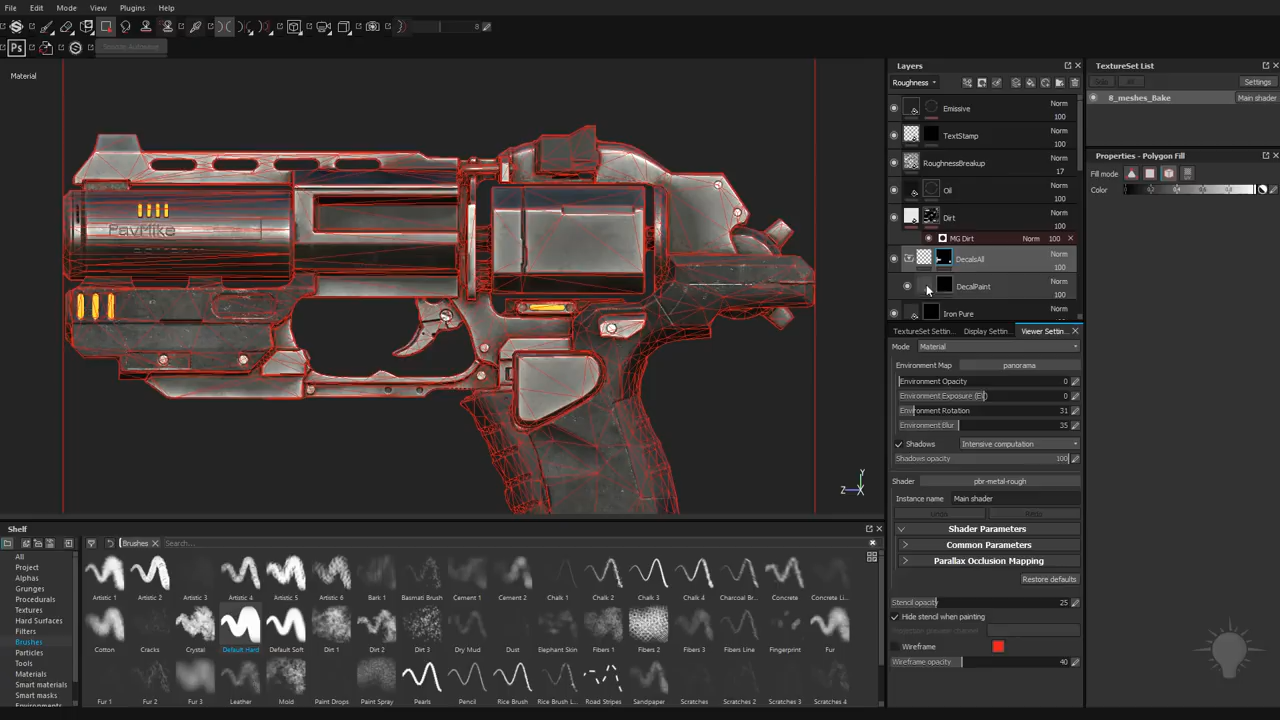 File Edit Mode View Plugins Help
8
Ps
Material
PavMike
Z Y X
Layers
Roughness
Emissive Norm 100
TextStamp Norm 100
RoughnessBreakup Norm 17
Oil Norm 100
Dirt Norm 100
MG Dirt Norm 100
DecalsAll Norm 100
DecalPaint Norm 100
Iron Pure Norm
TextureSet Settin... Display Settin... Viewer Settin...
Mode Material
Environment Map panorama
Environment Opacity 0
Environment Exposure (EV) 0
Environment Rotation 31
Environment Blur 35
Shadows Intensive computation
Shadows opacity 100
Shader pbr-metal-rough
Instance name Main shader
Undo
Shader Parameters
Common Parameters
Parallax Occlusion Mapping
Restore defaults
Stencil opacity 25
Hide stencil when painting
Wireframe
Wireframe opacity 40
TextureSet List
Settings
8_meshes_Bake Main shader
Properties - Polygon Fill
Fill mode
Color
Shelf
Brushes Search...
All
Project
Alphas
Grunges
Procedurals
Textures
Hard Surfaces
Filters
Brushes
Particles
Tools
Materials
Smart materials
Smart masks
Environments
Artistic 1 Artistic 2 Artistic 3 Artistic 4 Artistic 5 Artistic 6 Bark 1 Basmati Brush Cement 1 Cement 2 Chalk 1 Chalk 2 Chalk 3 Chalk 4 Charcoal Br... Concrete Concrete Li...
Cotton Cracks Crystal Default Hard Default Soft Dirt 1 Dirt 2 Dirt 3 Dry Mud Dust Elephant Skin Fibers 1 Fibers 2 Fibers 3 Fibers Line Fingerprint Fur
Fur 1 Fur 2 Fur 3 Leather Mold Paint Drops Paint Spray Pearls Pencil Rice Brush Rice Brush L... Road Stripes Sandpaper Scratches Scratches 2 Scratches 3 Scratches 4